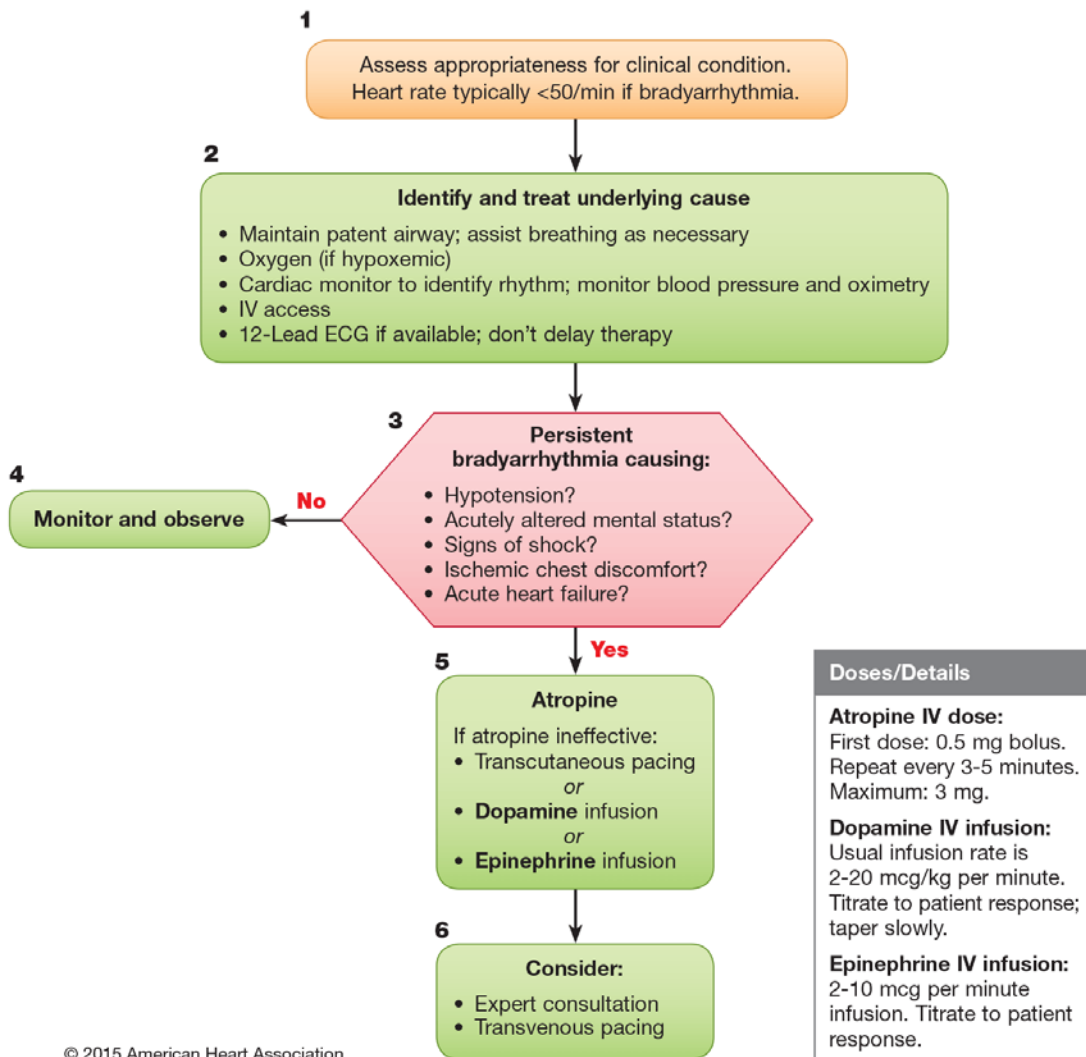 1
Assess appropriateness for clinical condition.
Heart rate typically <50/min if bradyarrhythmia.
2
Identify and treat underlying cause
• Maintain patent airway; assist breathing as necessary
• Oxygen (if hypoxemic)
• Cardiac monitor to identify rhythm; monitor blood pressure and oximetry
• IV access
• 12-Lead ECG if available; don't delay therapy
3
Persistent
bradyarrhythmia causing:
• Hypotension?
• Acutely altered mental status?
• Signs of shock?
• Ischemic chest discomfort?
• Acute heart failure?
No
4
Monitor and observe
Yes
5
Atropine
If atropine ineffective:
• Transcutaneous pacing
or
• Dopamine infusion
or
• Epinephrine infusion
6
Consider:
• Expert consultation
• Transvenous pacing
Doses/Details
Atropine IV dose:
First dose: 0.5 mg bolus.
Repeat every 3-5 minutes.
Maximum: 3 mg.
Dopamine IV infusion:
Usual infusion rate is
2-20 mcg/kg per minute.
Titrate to patient response;
taper slowly.
Epinephrine IV infusion:
2-10 mcg per minute
infusion. Titrate to patient
response.
© 2015 American Heart Association